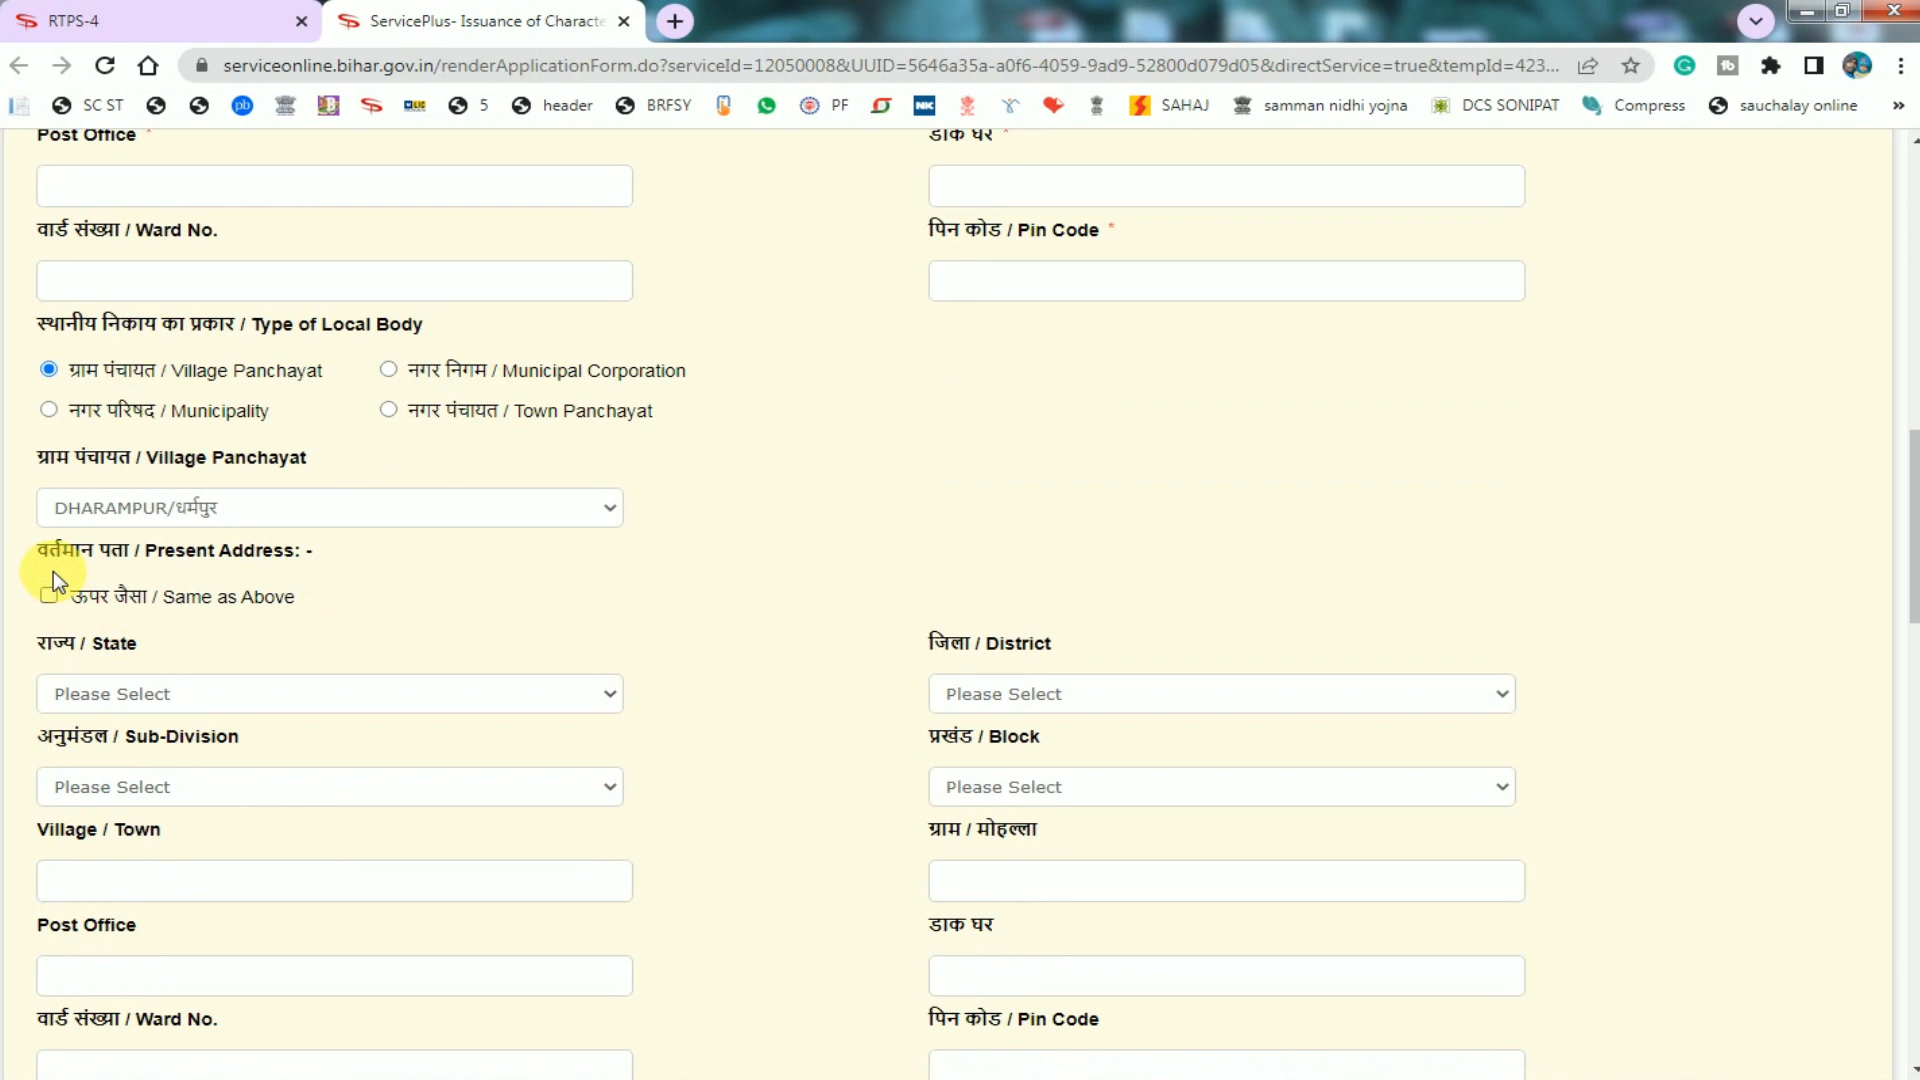 RTPS-4
ServicePlus- Issuance of Characte
serviceonline.bihar.gov.in/renderApplicationForm.do?serviceId=12050008&UUID=5646a35a-a0f6-4059-9ad9-52800d079d05&directService=true&tempId=423...
SC ST
pb
LIC
5
header
BRFSY
PF
NK
SAHAJ
samman nidhi yojna
DCS SONIPAT
Compress
sauchalay online
»
Post Office *
डाक घर *
वार्ड संख्या / Ward No.
पिन कोड / Pin Code *
स्थानीय निकाय का प्रकार / Type of Local Body
ग्राम पंचायत / Village Panchayat
नगर निगम / Municipal Corporation
नगर परिषद / Municipality
नगर पंचायत / Town Panchayat
ग्राम पंचायत / Village Panchayat
DHARAMPUR/धर्मपुर
वर्तमान पता / Present Address: -
ऊपर जैसा / Same as Above
राज्य / State
जिला / District
Please Select
Please Select
अनुमंडल / Sub-Division
प्रखंड / Block
Please Select
Please Select
Village / Town
ग्राम / मोहल्ला
Post Office
डाक घर
वार्ड संख्या / Ward No.
पिन कोड / Pin Code